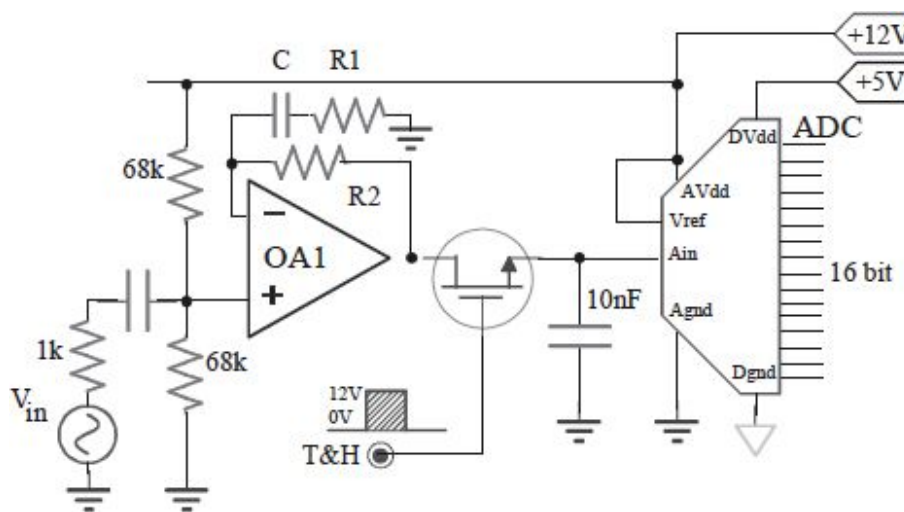 +12V
C R1
+5V
DVdd
ADC
68k
R2
AVdd
Vref
OA1
Ain
16 bit
10nF
Agnd
1k
68k
Dgnd
Vin
12V
0V
T&H